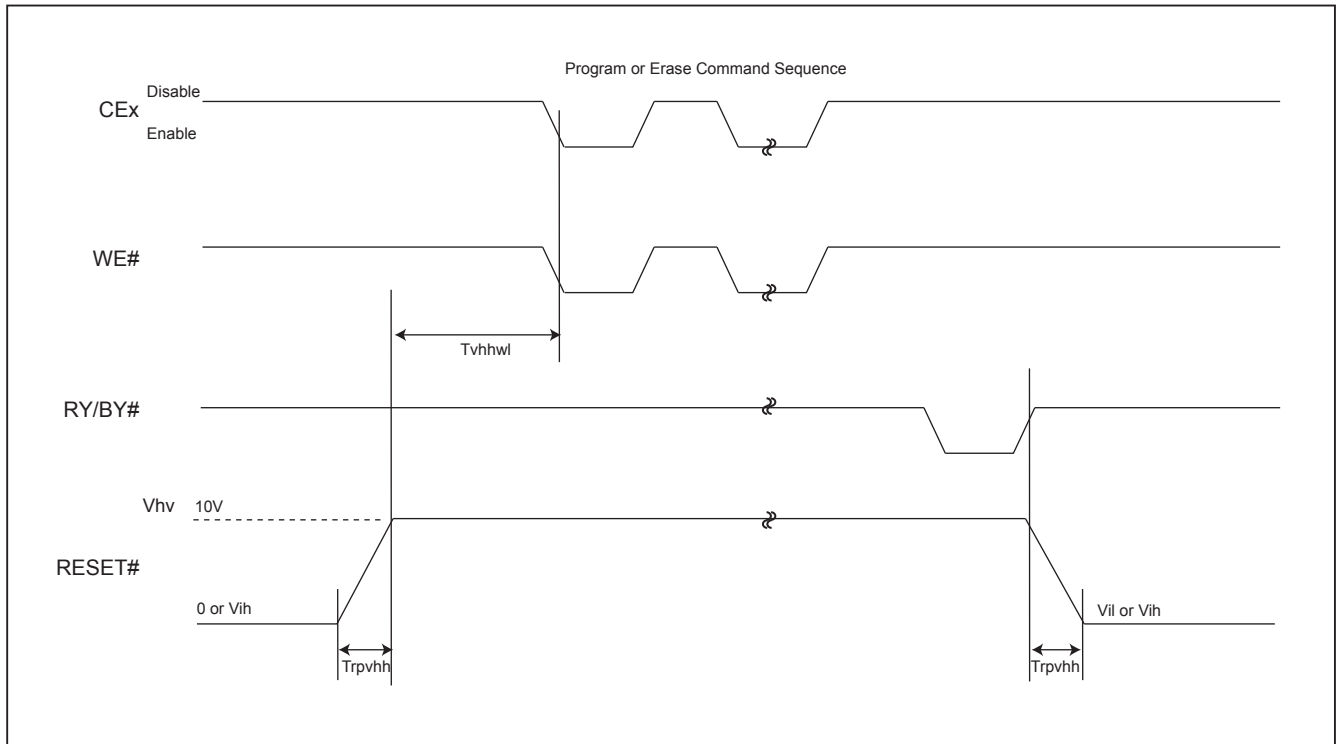 Program or Erase Command Sequence
Disable
CEx
Enable
WE#
Tvhhwl
RY/BY#
Vhv 10V
RESET#
0 or Vih
Vil or Vih
Trpvhh
Trpvhh